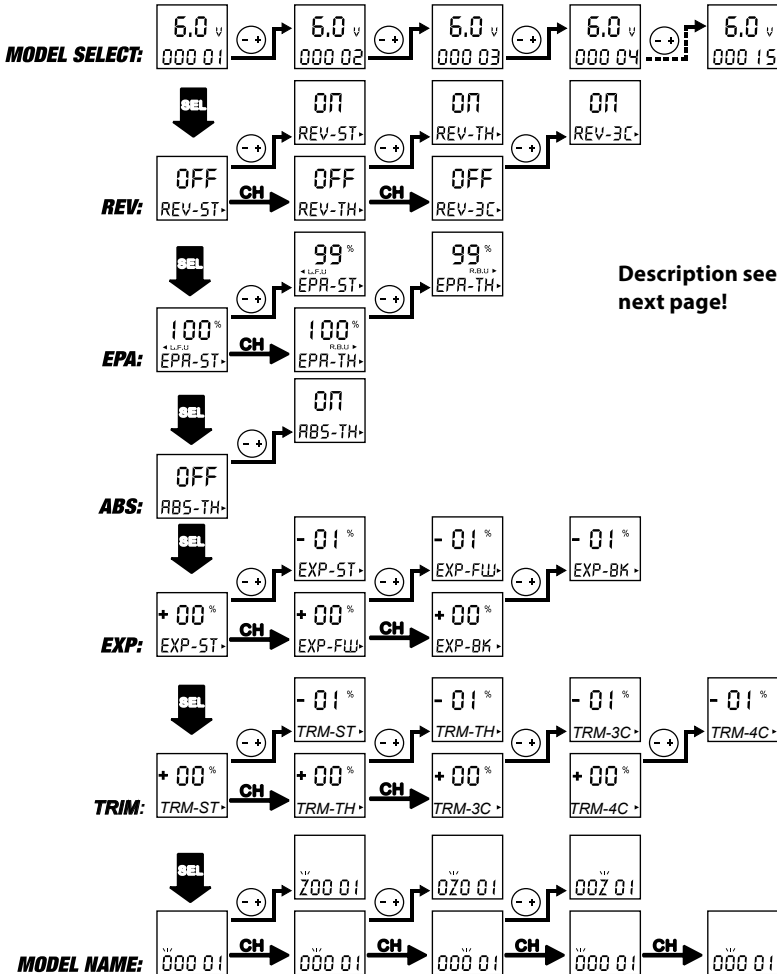 6.0 v 6.0 v 6.0 v 6.0 v 6.0 v
MODEL SELECT: 000 01 - + 000 02 - + 000 03 - + 000 04 - + 000 15
SEL ON ON ON
- + REV-ST - + REV-TH - + REV-3C
OFF OFF OFF
REV: REV-ST CH REV-TH CH REV-3C
SEL 99 % 99 %
L.F.U R.B.U
- + EPA-ST - + EPA-TH
Description see
next page!
100 % 100 %
L.F.U R.B.U
EPA: EPA-ST CH EPA-TH
SEL ON
- + ABS-TH
OFF
ABS: ABS-TH
SEL - 01 % - 01 % - 01 %
- + EXP-ST - + EXP-FW - + EXP-BK
+ 00 % + 00 % + 00 %
EXP: EXP-ST CH EXP-FW CH EXP-BK
SEL - 01 % - 01 % - 01 % - 01 %
- + TRM-ST - + TRM-TH - + TRM-3C - + TRM-4C
+ 00 % + 00 % + 00 % + 00 %
TRIM: TRM-ST CH TRM-TH CH TRM-3C TRM-4C
SEL - + Z00 01 - + 0Z0 01 - + 00Z 01
MODEL NAME: 000 01 CH 000 01 CH 000 01 CH 000 01 CH 000 01